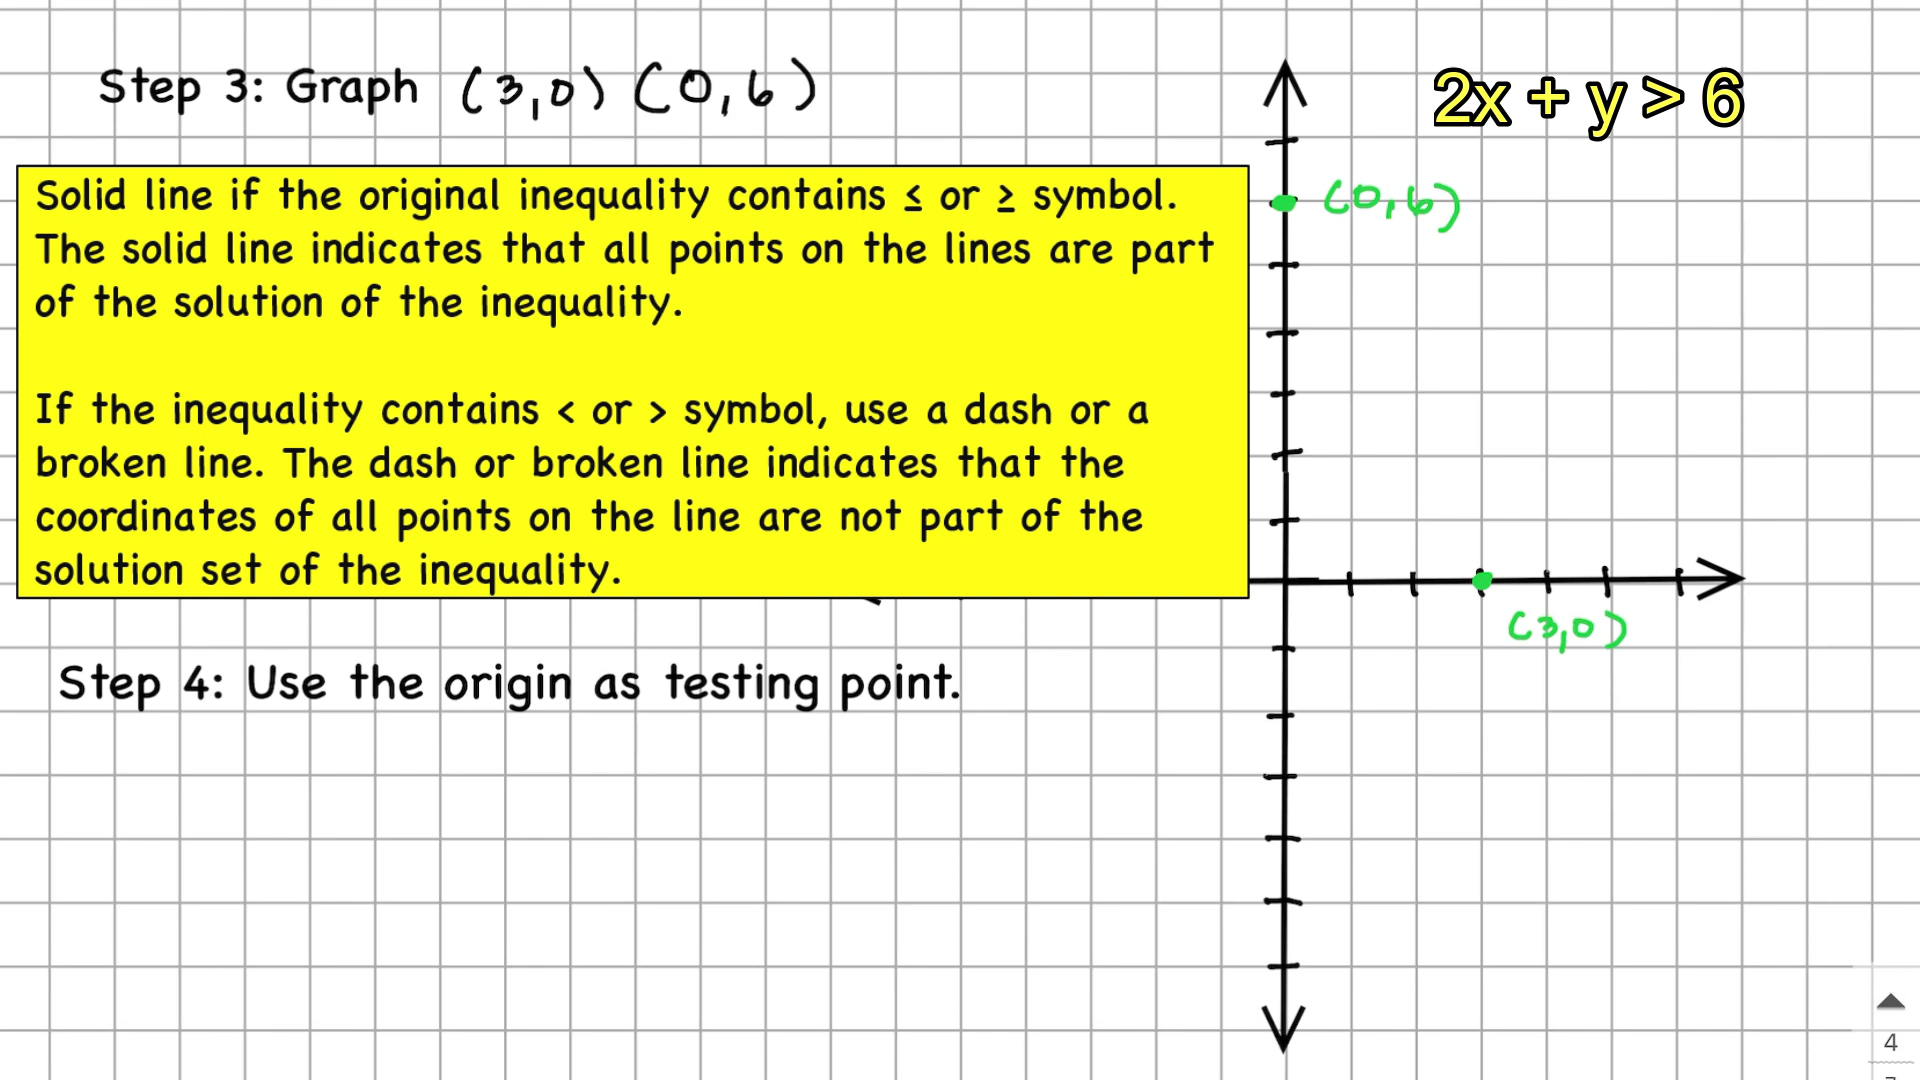 Step 3: Graph (3,0) (0,6)
2x + y > 6
Solid line if the original inequality contains ≤ or ≥ symbol.
The solid line indicates that all points on the lines are part
of the solution of the inequality.
If the inequality contains < or > symbol, use a dash or a
broken line. The dash or broken line indicates that the
coordinates of all points on the line are not part of the
solution set of the inequality.
(0,6)
(3,0)
Step 4: Use the origin as testing point.
4